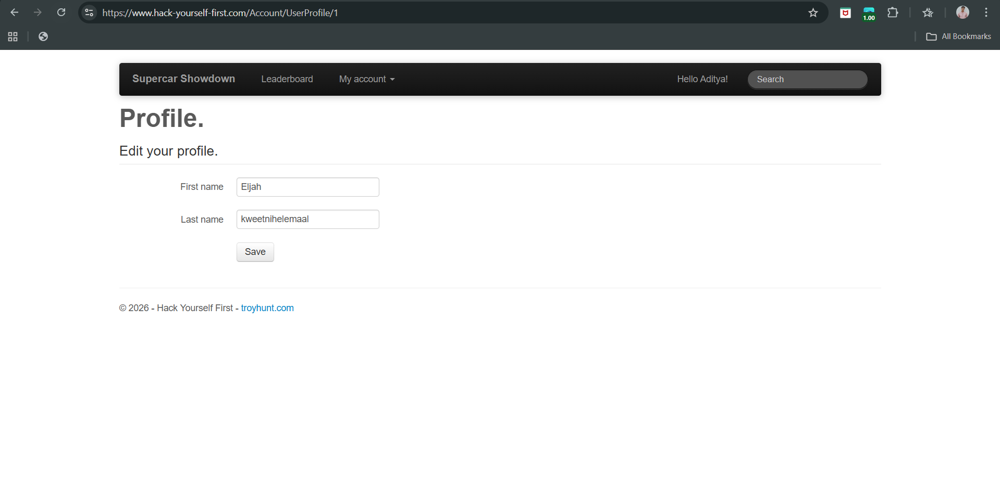 https://www.hack-yourself-first.com/Account/UserProfile/1
1.00
All Bookmarks
Supercar Showdown Leaderboard My account Hello Aditya! Search
Profile.
Edit your profile.
First name Eljah
Last name kweetnihelemaal
Save
© 2026 - Hack Yourself First - troyhunt.com